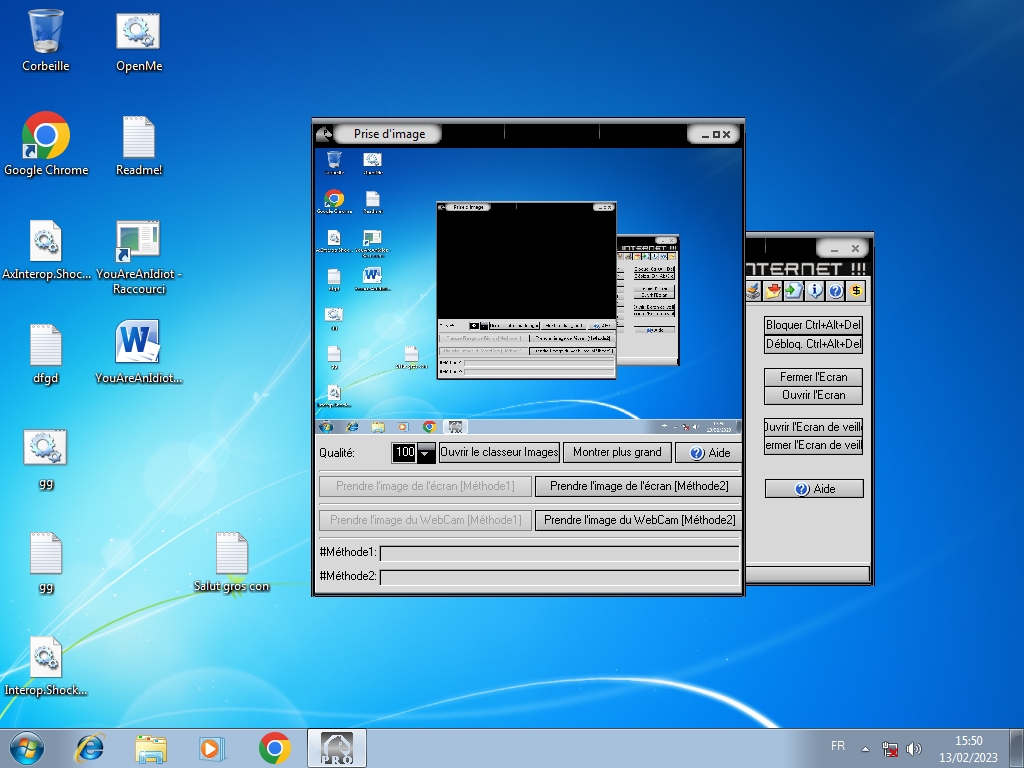 Corbeille
OpenMe
Google Chrome
Readme!
AxInterop.Shoc...
YouAreAnIdiot - Raccourci
dfgd
YouAreAnIdiot...
gg
gg
Salut gros con
Interop.Shock...
Prise d'image
Qualité:
100
Ouvrir le classeur Images
Montrer plus grand
Aide
Prendre l'image de l'écran [Méthode1]
Prendre l'image de l'écran [Méthode2]
Prendre l'image du WebCam [Méthode1]
Prendre l'image du WebCam [Méthode2]
#Méthode1:
#Méthode2:
NTERNET !!!
Bloquer Ctrl+Alt+Del
Débloq. Ctrl+Alt+Del
Fermer l'Ecran
Ouvrir l'Ecran
Ouvrir l'Ecran de veill
ermer l'Ecran de veill
Aide
PRO
FR
15:50
13/02/2023